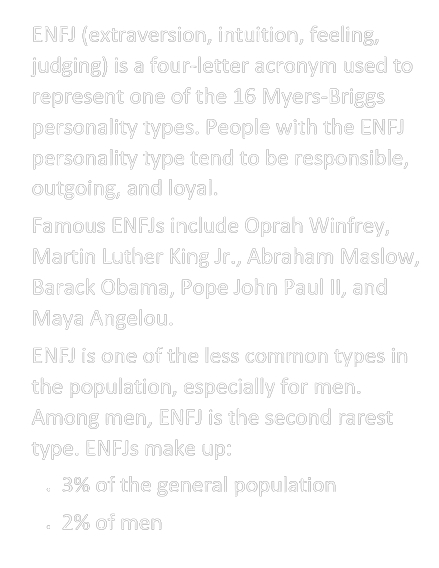 ENFJ (extraversion, intuition, feeling,
judging) is a four-letter acronym used to
represent one of the 16 Myers-Briggs
personality types. People with the ENFJ
personality type tend to be responsible,
outgoing, and loyal.
Famous ENFJs include Oprah Winfrey,
Martin Luther King Jr., Abraham Maslow,
Barack Obama, Pope John Paul II, and
Maya Angelou.
ENFJ is one of the less common types in
the population, especially for men.
Among men, ENFJ is the second rarest
type. ENFJs make up:
. 3% of the general population
. 2% of men